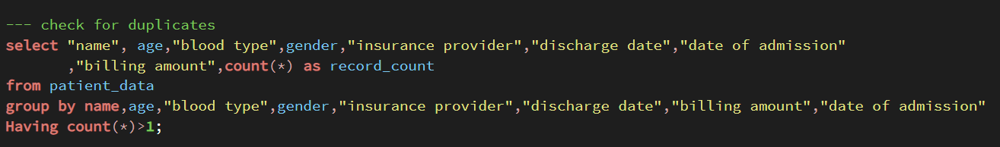 --- check for duplicates
select "name", age,"blood type",gender,"insurance provider","discharge date","date of admission"
,"billing amount",count(*) as record_count
from patient_data
group by name,age,"blood type",gender,"insurance provider","discharge date","billing amount","date of admission"
Having count(*)>1;